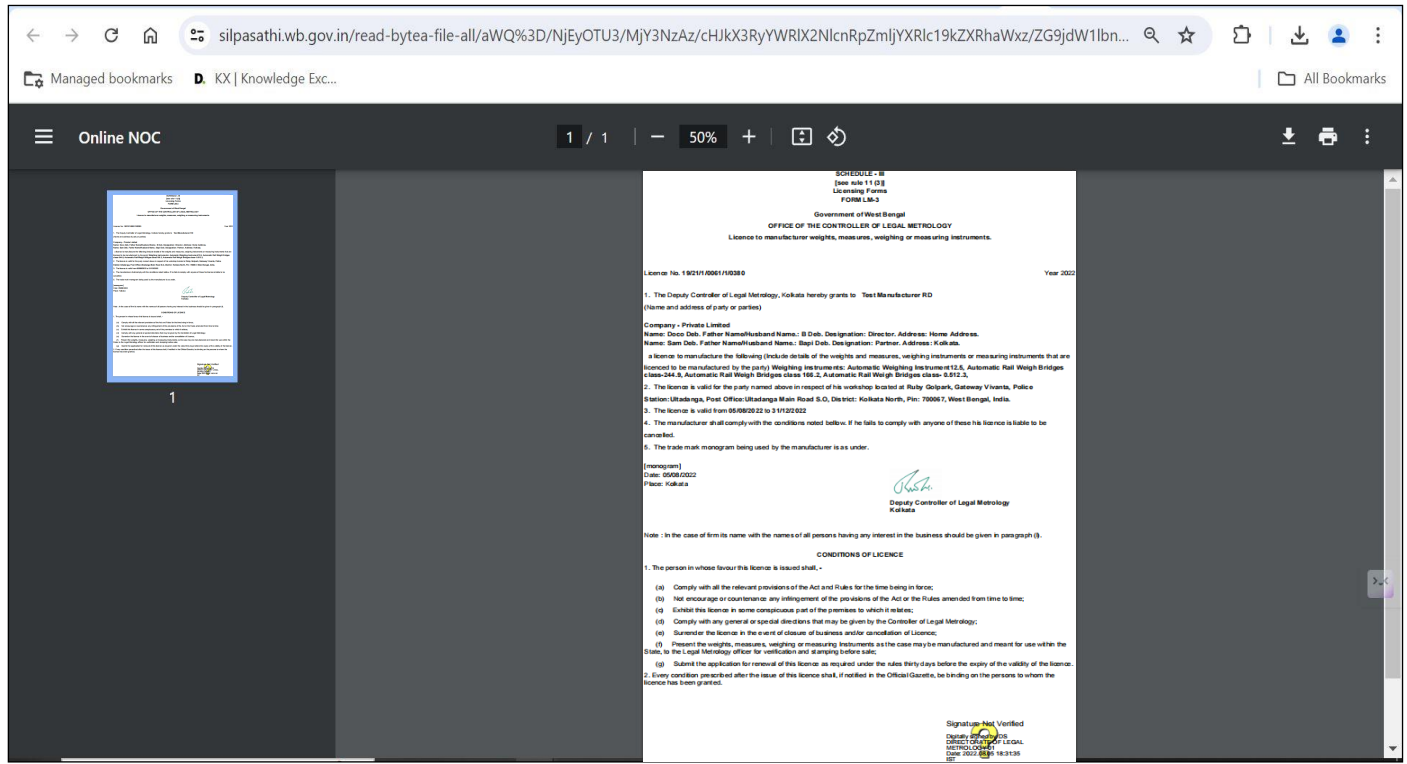 silpasathi.wb.gov.in/read-bytea-file-all/aWQ%3D/NjEyOTU3/MjY3NzAz/cHJkX3RyYWRlX2NlcnRpZmljYXRlc19kZXRhaWxz/ZG9jdW1lbn...
Managed bookmarks D. KX | Knowledge Exc... All Bookmarks
Online NOC 1 / 1 50%
1
SCHEDULE - III
[see rule 11 (3)]
Licensing Forms
FORM LM-3
Government of West Bengal
OFFICE OF THE CONTROLLER OF LEGAL METROLOGY
Licence to manufacturer weights, measures, weighing or measuring instruments.
Licence No. 19/21/1/0061/1/0380 Year 2022
1. The Deputy Controller of Legal Metrology, Kolkata hereby grants to Test Manufacturer RD
(Name and address of party or parties)
Company - Private Limited
Name: Doco Deb. Father Name/Husband Name.: B Deb. Designation: Director. Address: Home Address.
Name: Sam Deb. Father Name/Husband Name.: Bapi Deb. Designation: Partner. Address: Kolkata.
a licence to manufacture the following (Include details of the weights and measures, weighing instruments or measuring instruments that are
licenced to be manufactured by the party) Weighing Instruments: Automatic Weighing Instrument12.5, Automatic Rail Weigh Bridges
class-244.9, Automatic Rail Weigh Bridges class 166.2, Automatic Rail Weigh Bridges class- 0.512.3,
2. The licence is valid for the party named above in respect of his workshop located at Ruby Golpark, Gateway Vivanta, Police
Station: Ultadanga, Post Office:Ultadanga Main Road S.O, District: Kolkata North, Pin: 700067, West Bengal, India.
3. The licence is valid from 05/08/2022 to 31/12/2022
4. The manufacturer shall comply with the conditions noted bellow. If he fails to comply with anyone of these his licence is liable to be
cancelled.
5. The trade mark monogram being used by the manufacturer is as under.
[monogram]
Date: 05/08/2022
Place: Kolkata
Deputy Controller of Legal Metrology
Kolkata
Note : In the case of firm its name with the names of all persons having any interest in the business should be given in paragraph (i).
CONDITIONS OF LICENCE
1. The person in whose favour this licence is issued shall, -
(a) Comply with all the relevant provisions of the Act and Rules for the time being in force;
(b) Not encourage or countenance any infringement of the provisions of the Act or the Rules amended from time to time;
(c) Exhibit this licence in some conspicuous part of the premises to which it relates;
(d) Comply with any general or special directions that may be given by the Controller of Legal Metrology;
(e) Surrender the licence in the event of closure of business and/or cancellation of Licence;
(f) Present the weights, measures, weighing or measuring Instruments as the case may be manufactured and meant for use within the
State, to the Legal Metrology officer for verification and stamping before sale;
(g) Submit the application for renewal of this licence as required under the rules thirty days before the expiry of the validity of the licence.
2. Every condition prescribed after the issue of this licence shall, if notified in the Official Gazette, be binding on the persons to whom the
licence has been granted.
Signature Not Verified
Digitally signed by DS
DIRECTORATE OF LEGAL
METROLOGY 01
Date: 2022.08.05 18:31:35
IST